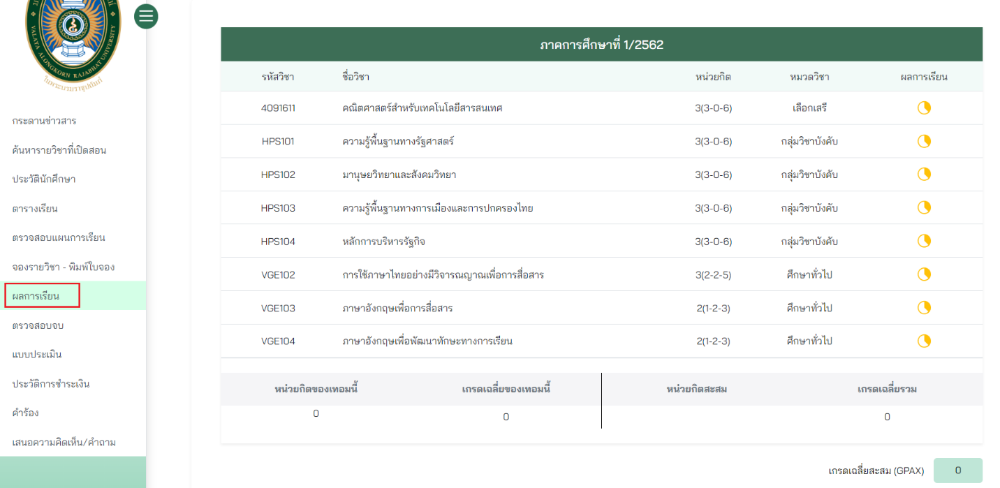 VALAYA ALONGKORN RAJABHAT UNIVERSITY
ในพระบรมราชูปถัมภ์
กระดานข่าวสาร
ค้นหารายวิชาที่เปิดสอน
ประวัตินักศึกษา
ตารางเรียน
ตรวจสอบแผนการเรียน
จองรายวิชา - พิมพ์ใบจอง
ผลการเรียน
ตรวจสอบจบ
แบบประเมิน
ประวัติการชำระเงิน
คำร้อง
เสนอความคิดเห็น/คำถาม
ภาคการศึกษาที่ 1/2562
รหัสวิชา ชื่อวิชา หน่วยกิต หมวดวิชา ผลการเรียน
4091611 คณิตศาสตร์สำหรับเทคโนโลยีสารสนเทศ 3(3-0-6) เลือกเสรี
HPS101 ความรู้พื้นฐานทางรัฐศาสตร์ 3(3-0-6) กลุ่มวิชาบังคับ
HPS102 มานุษยวิทยาและสังคมวิทยา 3(3-0-6) กลุ่มวิชาบังคับ
HPS103 ความรู้พื้นฐานทางการเมืองและการปกครองไทย 3(3-0-6) กลุ่มวิชาบังคับ
HPS104 หลักการบริหารรัฐกิจ 3(3-0-6) กลุ่มวิชาบังคับ
VGE102 การใช้ภาษาไทยอย่างมีวิจารณญาณเพื่อการสื่อสาร 3(2-2-5) ศึกษาทั่วไป
VGE103 ภาษาอังกฤษเพื่อการสื่อสาร 2(1-2-3) ศึกษาทั่วไป
VGE104 ภาษาอังกฤษเพื่อพัฒนาทักษะทางการเรียน 2(1-2-3) ศึกษาทั่วไป
หน่วยกิตของเทอมนี้ เกรดเฉลี่ยของเทอมนี้ หน่วยกิตสะสม เกรดเฉลี่ยรวม
0 0 0
เกรดเฉลี่ยสะสม (GPAX) 0